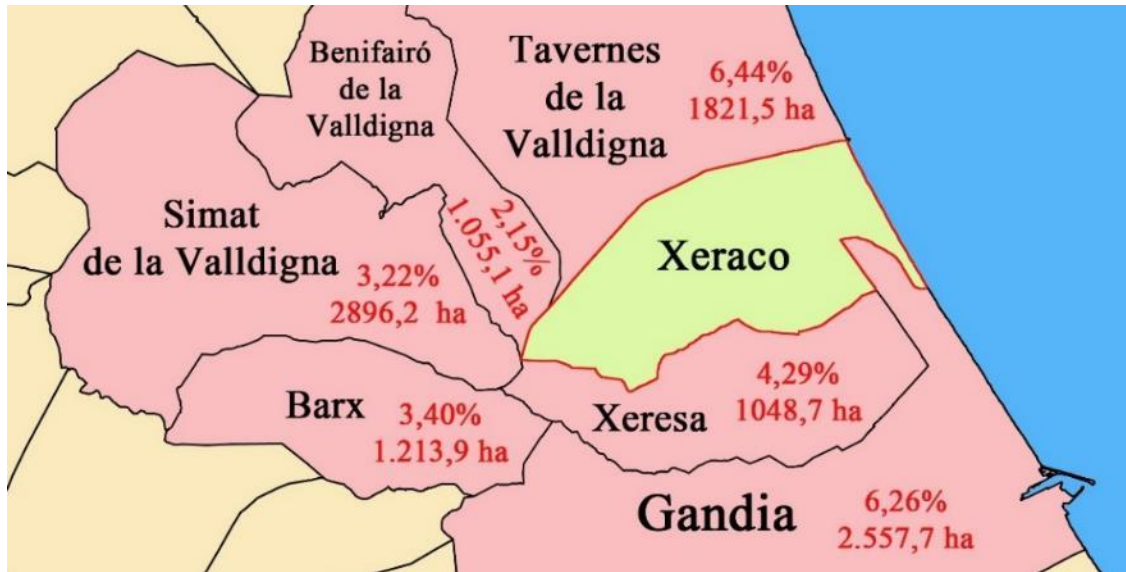 Benifairó
de la
Valldigna
Tavernes
de la
Valldigna
6,44%
1821,5 ha
Simat
de la Valldigna
3,22%
2896,2 ha
2,15%
1.055,1 ha
Xeraco
Barx
3,40%
1.213,9 ha
Xeresa
4,29%
1048,7 ha
Gandia
6,26%
2.557,7 ha